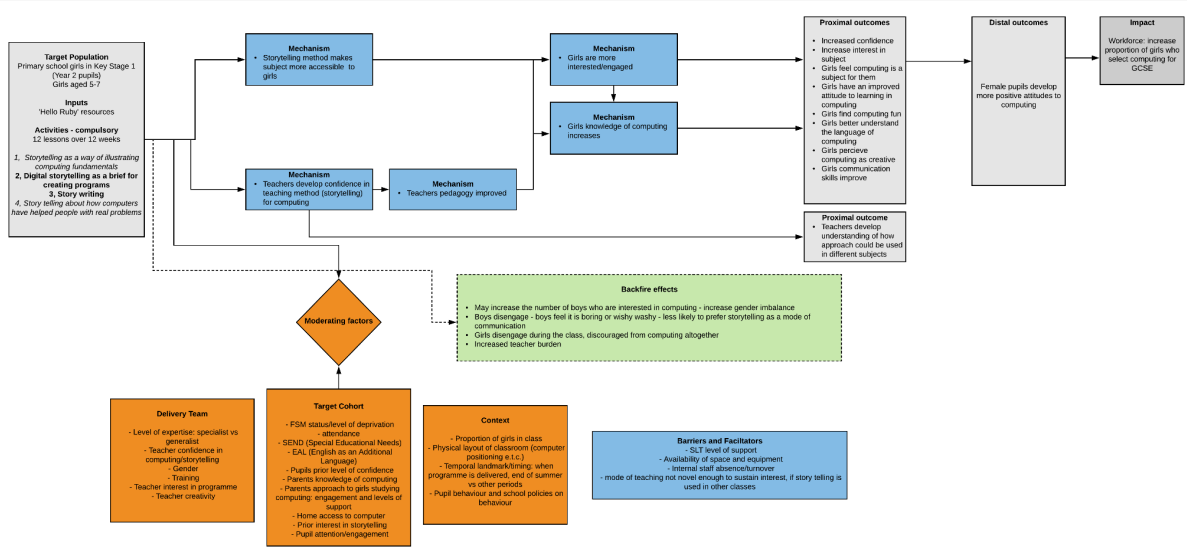 Target Population
Primary school girls in Key Stage 1
(Year 2 pupils)
Girls aged 5-7
Inputs
'Hello Ruby' resources
Activities - compulsory
12 lessons over 12 weeks
1, Storytelling as a way of illustrating
computing fundamentals
2, Digital storytelling as a brief for
creating programs
3, Story writing
4, Story telling about how computers
have helped people with real problems
Mechanism
• Storytelling method makes
subject more accessible to
girls
Mechanism
• Teachers develop confidence in
teaching method (storytelling)
for computing
Mechanism
• Teachers pedagogy improved
Mechanism
• Girls are more
interested/engaged
Mechanism
• Girls knowledge of computing
increases
Proximal outcomes
• Increased confidence
• Increase interest in
subject
• Girls feel computing is a
subject for them
• Girls have an improved
attitude to learning in
computing
• Girls find computing fun
• Girls better understand
the language of
computing
• Girls percieve
computing as creative
• Girls communication
skills improve
Proximal outcome
• Teachers develop
understanding of how
approach could be used
in different subjects
Distal outcomes
Female pupils develop
more positive attitudes to
computing
Impact
Workforce: increase
proportion of girls who
select computing for
GCSE
Backfire effects
• May increase the number of boys who are interested in computing - increase gender imbalance
• Boys disengage - boys feel it is boring or wishy washy - less likely to prefer storytelling as a mode of
communication
• Girls disengage during the class, discouraged from computing altogether
• Increased teacher burden
Moderating factors
Delivery Team
- Level of expertise: specialist vs
generalist
- Teacher confidence in
computing/storytelling
- Gender
- Training
- Teacher interest in programme
- Teacher creativity
Target Cohort
- FSM status/level of deprivation
- attendance
- SEND (Special Educational Needs)
- EAL (English as an Additional
Language)
- Pupils prior level of confidence
- Parents knowledge of computing
- Parents approach to girls studying
computing: engagement and levels of
support
- Home access to computer
- Prior interest in storytelling
- Pupil attention/engagement
Context
- Proportion of girls in class
- Physical layout of classroom (computer
positioning e.t.c.)
- Temporal landmark/timing: when
programme is delivered, end of summer
vs other periods
- Pupil behaviour and school policies on
behaviour
Barriers and Faciltators
- SLT level of support
- Availability of space and equipment
- Internal staff absence/turnover
- mode of teaching not novel enough to sustain interest, if story telling is
used in other classes